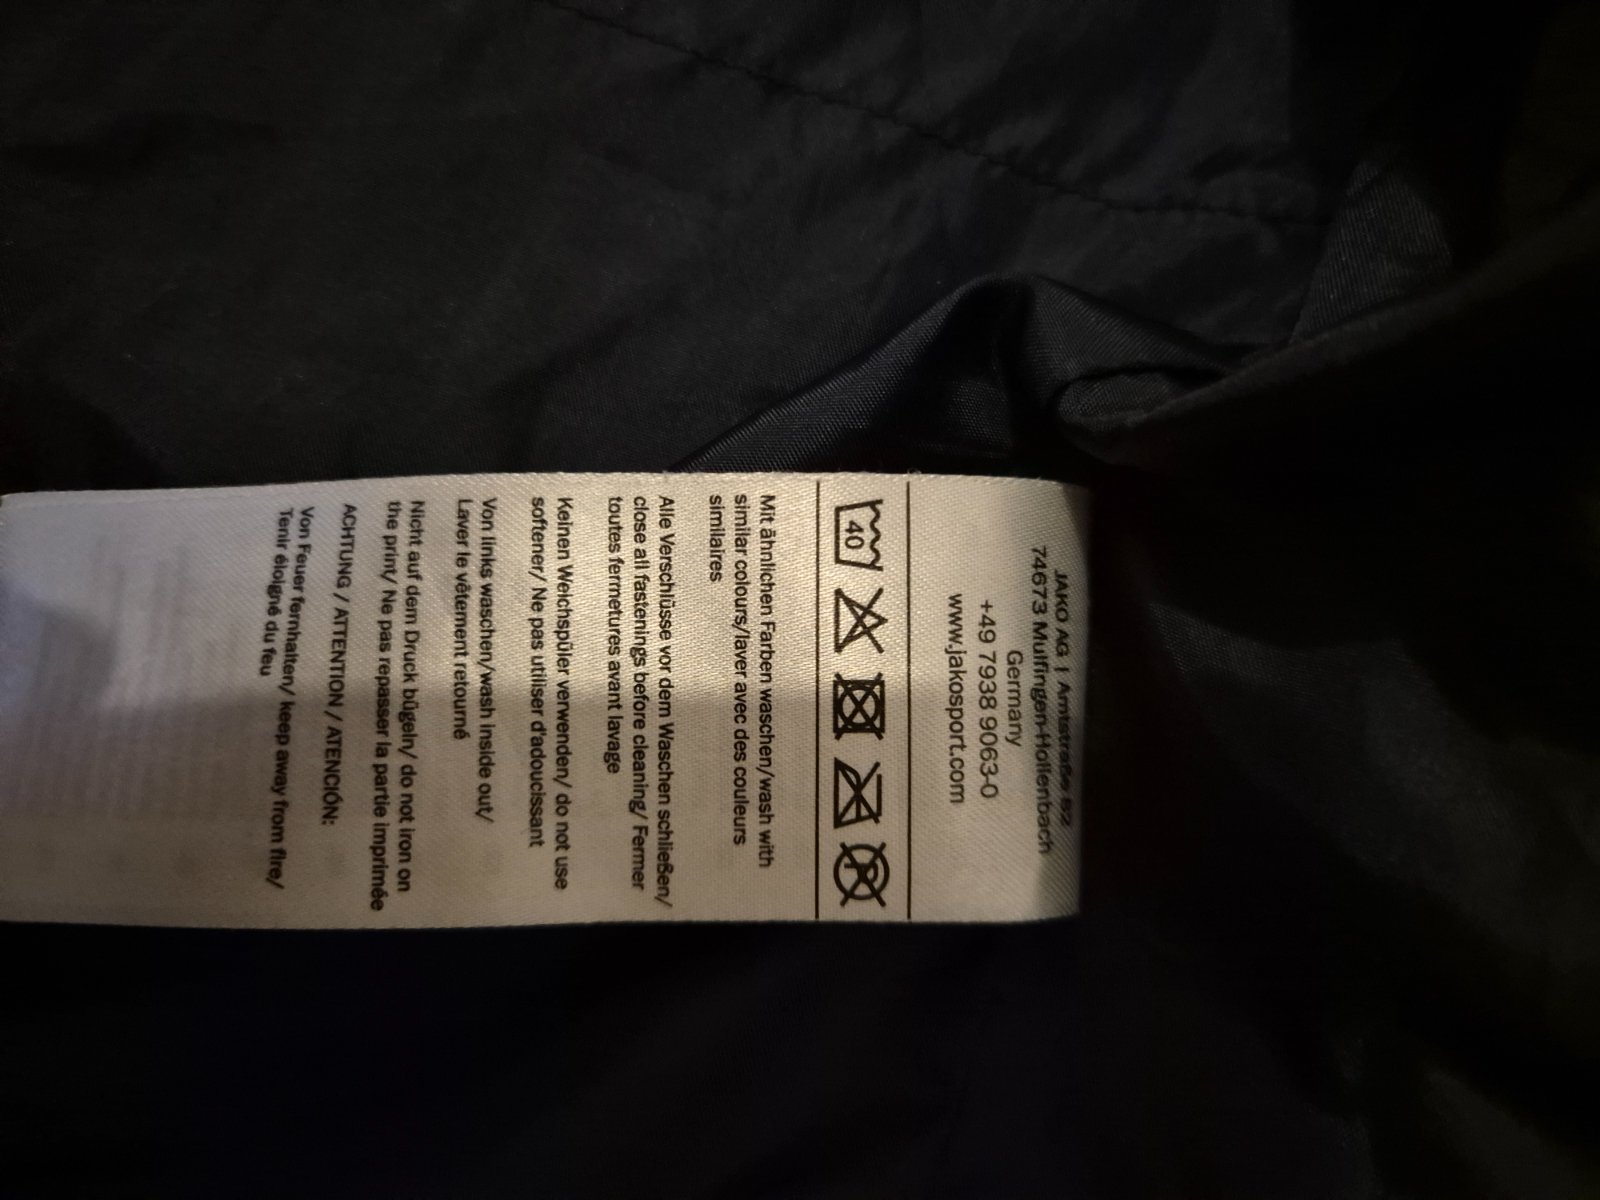 JAKO AG | Amtstraße 82
74673 Mulfingen-Hollenbach
Germany
+49 7938 9063-0
www.jakosport.com
40
P
Mit ähnlichen Farben waschen/wash with
similar colours/laver avec des couleurs
similaires
Alle Verschlüsse vor dem Waschen schließen/
close all fastenings before cleaning/ Fermer
toutes fermetures avant lavage
Keinen Weichspüler verwenden/ do not use
softener/ Ne pas utiliser d'adoucissant
Von links waschen/wash inside out/
Laver le vêtement retourné
Nicht auf dem Druck bügeln/ do not iron on
the print/ Ne pas repasser la partie imprimée
ACHTUNG / ATTENTION / ATENCIÓN:
Von Feuer fernhalten/ keep away from fire/
Tenir éloigné du feu